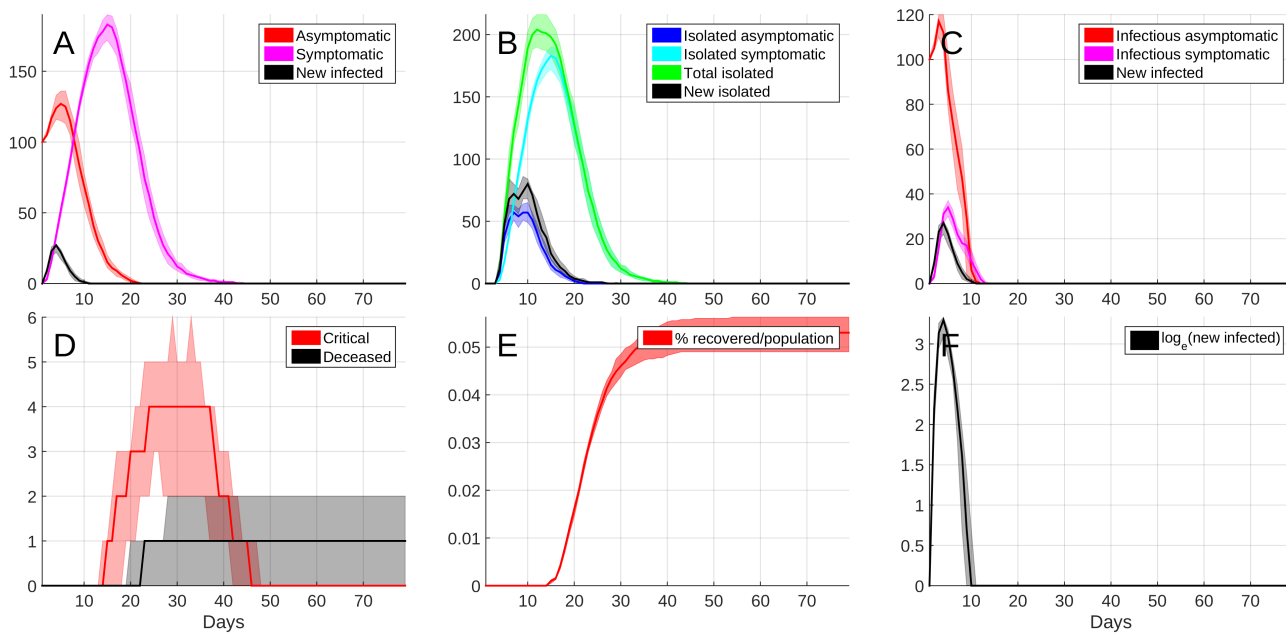 A
Asymptomatic
Symptomatic
New infected
150
100
50
0
10 20 30 40 50 60 70
B
Isolated asymptomatic
Isolated symptomatic
Total isolated
New isolated
200
150
100
50
0
10 20 30 40 50 60 70
C
Infectious asymptomatic
Infectious symptomatic
New infected
120
100
80
60
40
20
0
10 20 30 40 50 60 70
D
Critical
Deceased
6
5
4
3
2
1
0
10 20 30 40 50 60 70
Days
E
% recovered/population
0.05
0.04
0.03
0.02
0.01
0
10 20 30 40 50 60 70
F
log_e(new infected)
3
2.5
2
1.5
1
0.5
0
10 20 30 40 50 60 70
Days